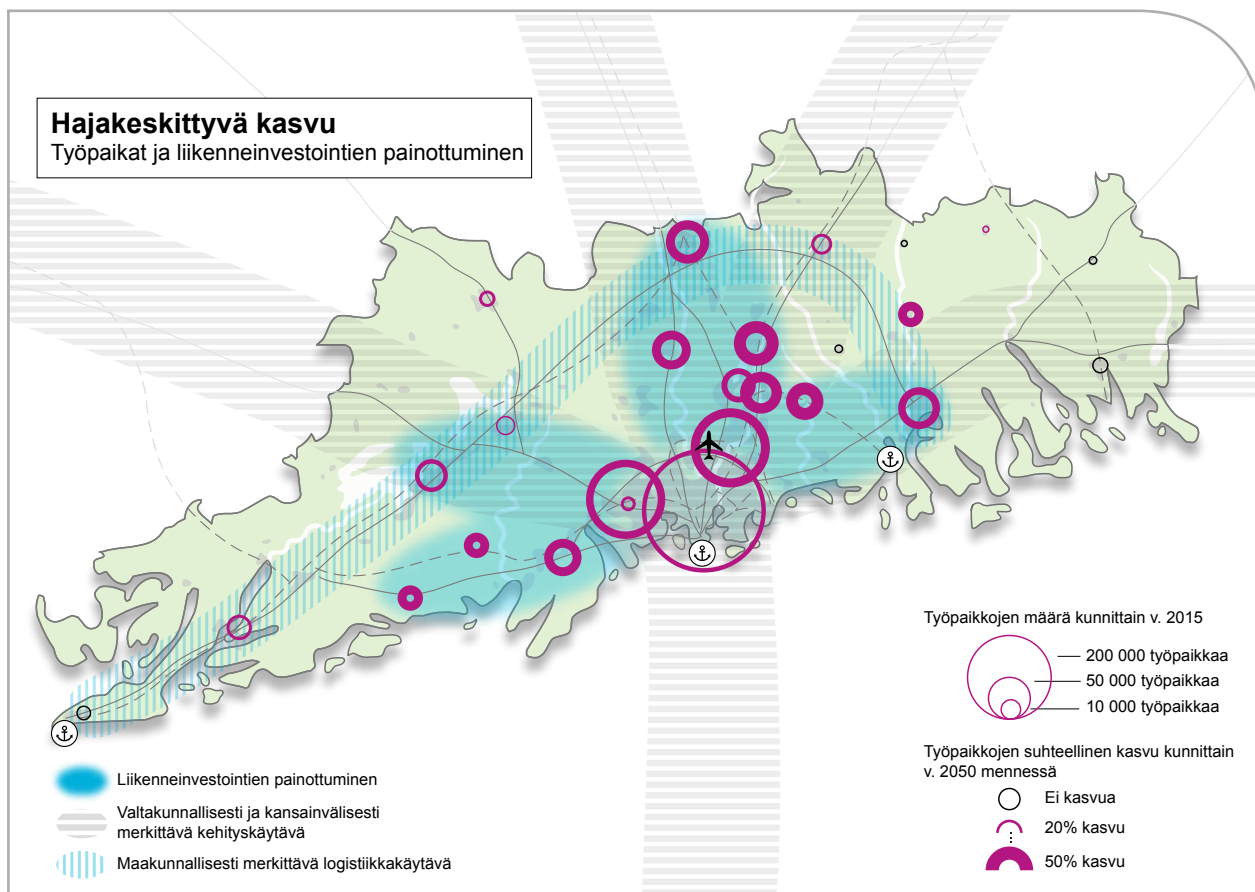 Hajakeskittyvä kasvu
Työpaikat ja liikenneinvestointien painottuminen
Liikenneinvestointien painottuminen
Valtakunnallisesti ja kansainvälisesti
merkittävä kehityskäytävä
Maakunnallisesti merkittävä logistiikkakäytävä
Työpaikkojen määrä kunnittain v. 2015
200 000 työpaikkaa
50 000 työpaikkaa
10 000 työpaikkaa
Työpaikkojen suhteellinen kasvu kunnittain
v. 2050 mennessä
Ei kasvua
20% kasvu
50% kasvu